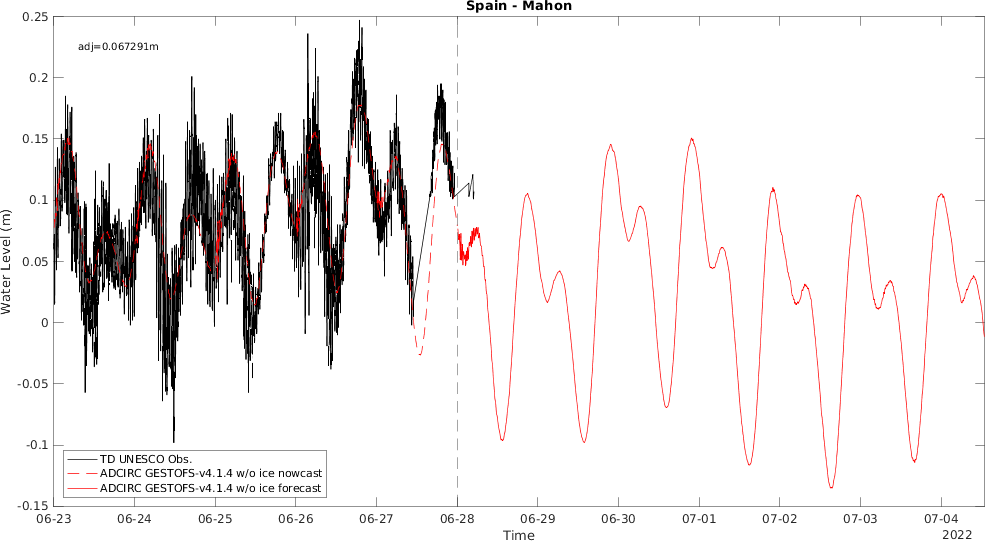 Spain - Mahon
adj=0.067291m
0.25
0.2
0.15
0.1
0.05
0
-0.05
-0.1
-0.15
Water Level (m)
TD UNESCO Obs.
ADCIRC GESTOFS-v4.1.4 w/o ice nowcast
ADCIRC GESTOFS-v4.1.4 w/o ice forecast
06-23 06-24 06-25 06-26 06-27 06-28 06-29 06-30 07-01 07-02 07-03 07-04
Time
2022